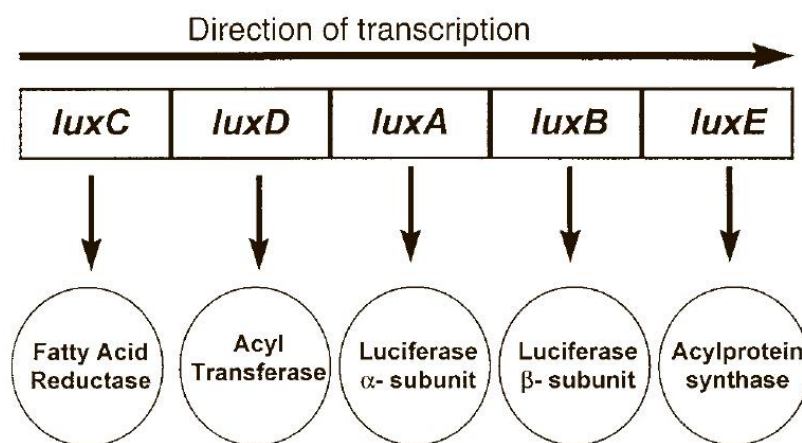 Direction of transcription
luxC luxD luxA luxB luxE
Fatty Acid
Reductase
Acyl
Transferase
Luciferase
α- subunit
Luciferase
β- subunit
Acylprotein
synthase